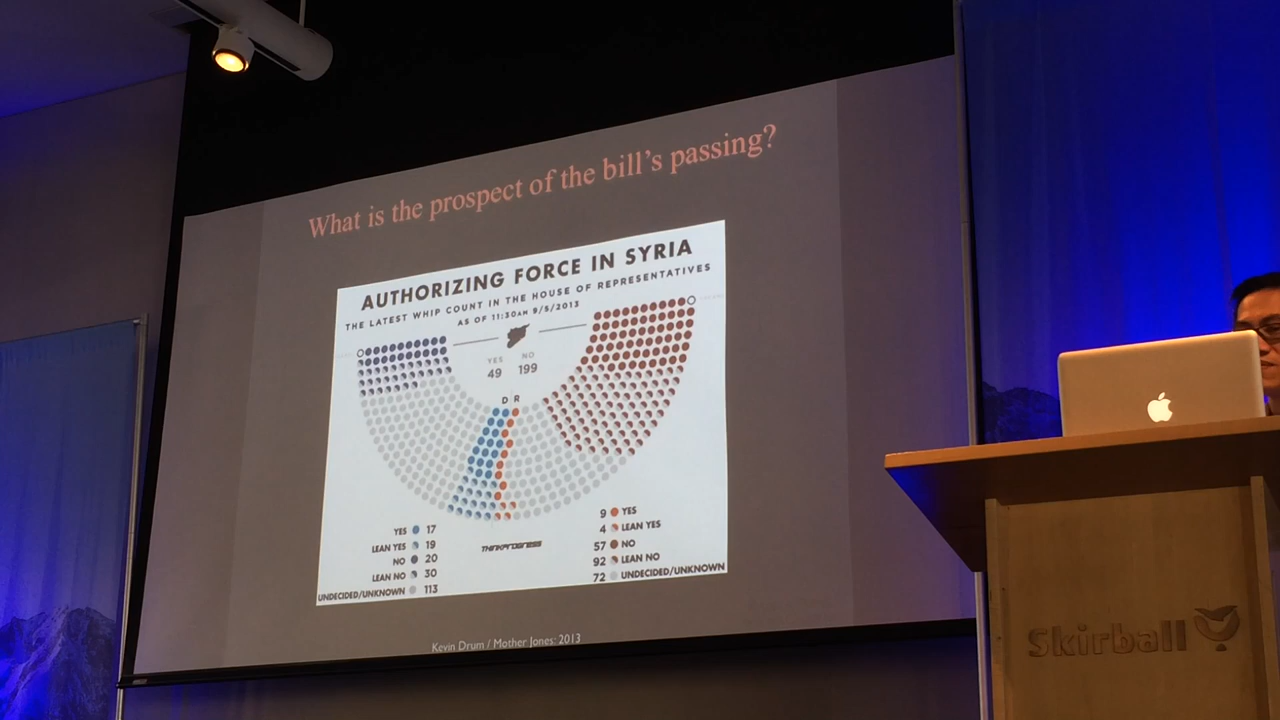 What is the prospect of the bill's passing?
AUTHORIZING FORCE IN SYRIA
THE LATEST WHIP COUNT IN THE HOUSE OF REPRESENTATIVES
AS OF 11:30AM 9/5/2013
YES NO
49 199
D R
YES 17
LEAN YES 19
NO 20
LEAN NO 30
UNDECIDED/UNKNOWN 113
THINKPROGRESS
9 YES
4 LEAN YES
57 NO
92 LEAN NO
72 UNDECIDED/UNKNOWN
Kevin Drum / Mother Jones: 2013
Skirball